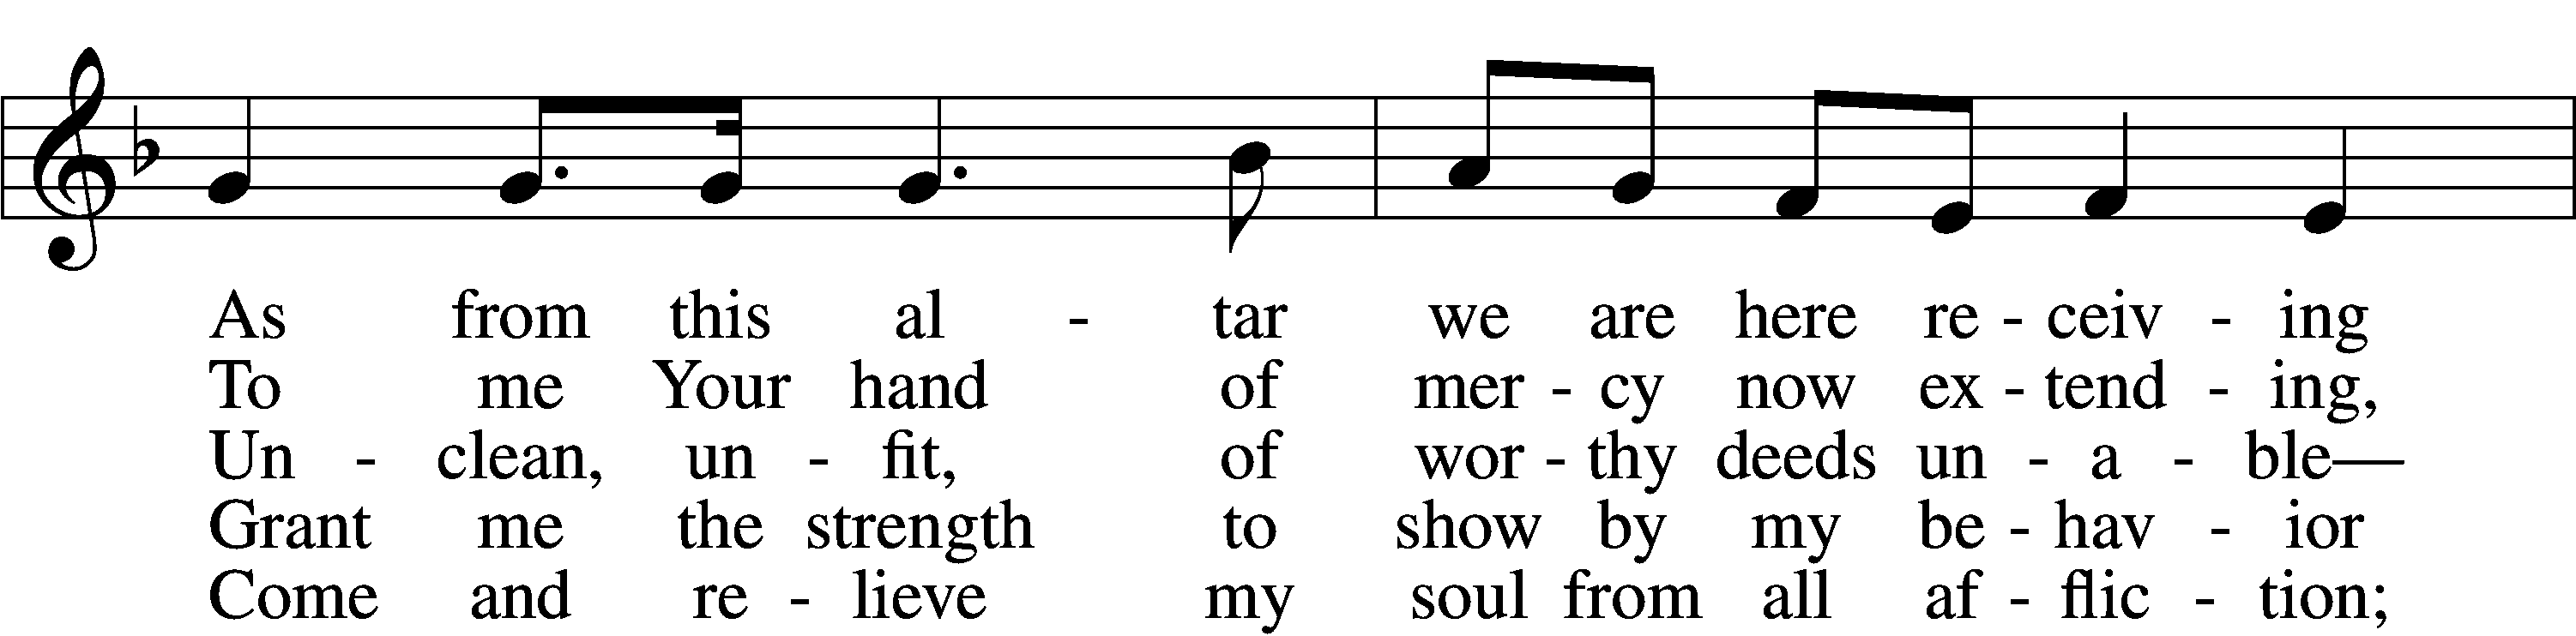 As from this al - tar we are here re - ceiv - ing
To me Your hand of mer - cy now ex - tend - ing,
Un - clean, un - fit, of wor - thy deeds un - a - ble—
Grant me the strength to show by my be - hav - ior
Come and re - lieve my soul from all af - flic - tion;